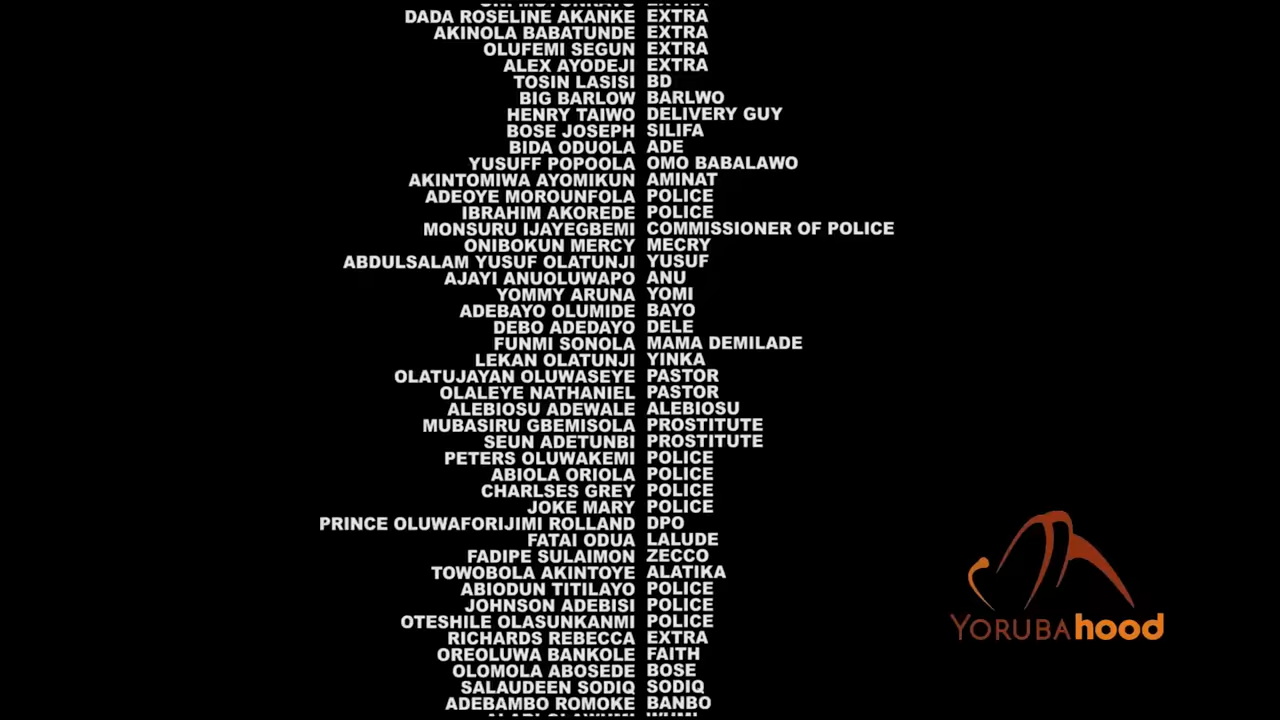 DADA ROSELINE AKANKE EXTRA
AKINOLA BABATUNDE EXTRA
OLUFEMI SEGUN EXTRA
ALEX AYODEJI EXTRA
TOSIN LASISI BD
BIG BARLOW BARLWO
HENRY TAIWO DELIVERY GUY
BOSE JOSEPH SILIFA
BIDA ODUOLA ADE
YUSUFF POPOOLA OMO BABALAWO
AKINTOMIWA AYOMIKUN AMINAT
ADEOYE MOROUNFOLA POLICE
IBRAHIM AKOREDE POLICE
MONSURU IJAYEGBEMI COMMISSIONER OF POLICE
ONIBOKUN MERCY MECRY
ABDULSALAM YUSUF OLATUNJI YUSUF
AJAYI ANUOLUWAPO ANU
YOMMY ARUNA YOMI
ADEBAYO OLUMIDE BAYO
DEBO ADEDAYO DELE
FUNMI SONOLA MAMA DEMILADE
LEKAN OLATUNJI YINKA
OLATUJAYAN OLUWASEYE PASTOR
OLALEYE NATHANIEL PASTOR
ALEBIOSU ADEWALE ALEBIOSU
MUBASIRU GBEMISOLA PROSTITUTE
SEUN ADETUNBI PROSTITUTE
PETERS OLUWAKEMI POLICE
ABIOLA ORIOLA POLICE
CHARLSES GREY POLICE
JOKE MARY POLICE
PRINCE OLUWAFORIJIMI ROLLAND DPO
FATAI ODUA LALUDE
FADIPE SULAIMON ZECCO
TOWOBOLA AKINTOYE ALATIKA
ABIODUN TITILAYO POLICE
JOHNSON ADEBISI POLICE
OTESHILE OLASUNKANMI POLICE
RICHARDS REBECCA EXTRA
OREOLUWA BANKOLE FAITH
OLOMOLA ABOSEDE BOSE
SALAUDEEN SODIQ SODIQ
ADEBAMBO ROMOKE BANBO
YORUBAhood